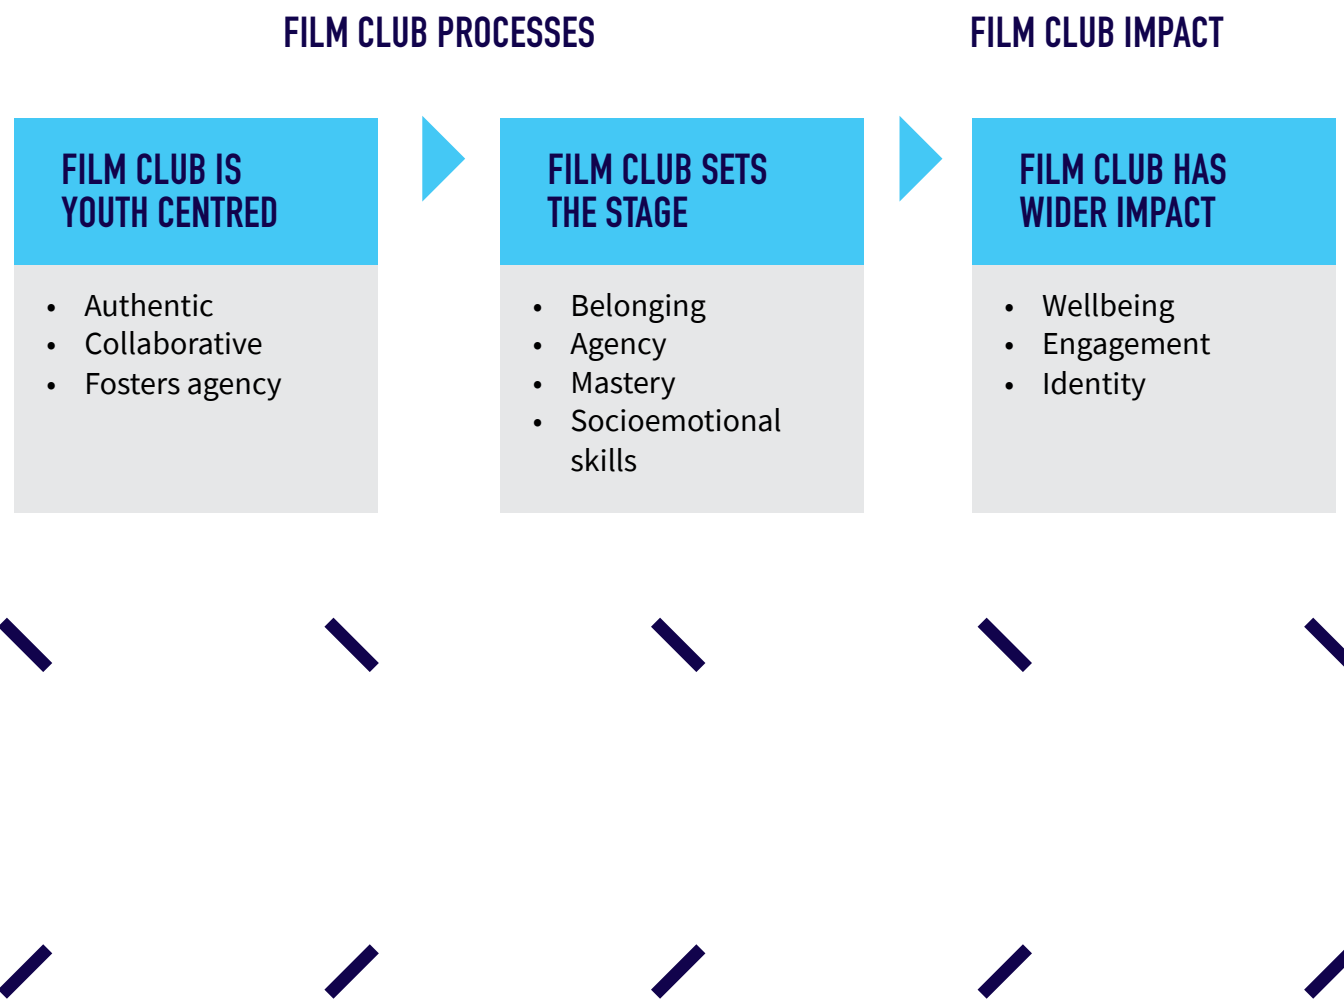 FILM CLUB PROCESSES
FILM CLUB IMPACT
FILM CLUB IS
YOUTH CENTRED
• Authentic
• Collaborative
• Fosters agency
FILM CLUB SETS
THE STAGE
• Belonging
• Agency
• Mastery
• Socioemotional
skills
FILM CLUB HAS
WIDER IMPACT
• Wellbeing
• Engagement
• Identity